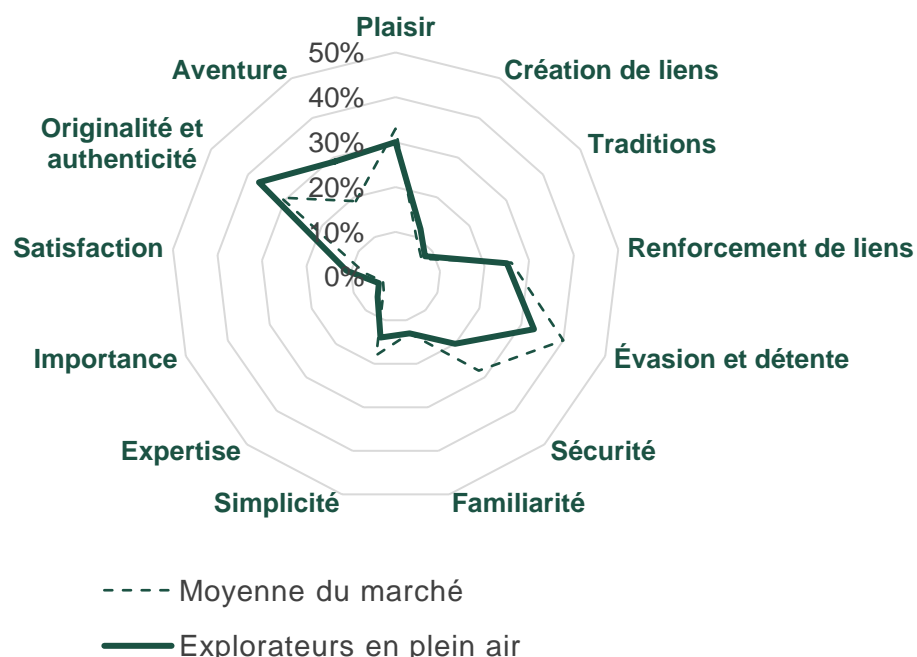 Plaisir
50%
Aventure
Création de liens
40%
Originalité et
authenticité
30%
Traditions
20%
10%
Satisfaction
Renforcement de liens
0%
Importance
Évasion et détente
Expertise
Sécurité
Simplicité
Familiarité
Moyenne du marché
Explorateurs en plein air